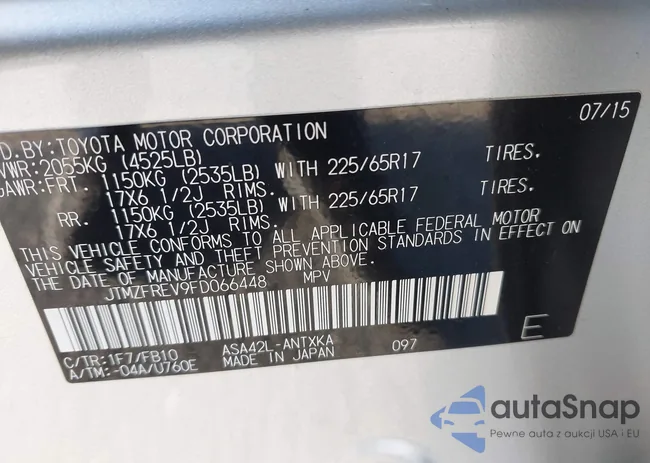 07/15
D.BY:TOYOTA MOTOR CORPORATION
VWR:2055KG (4525LB)
GAWR:FRT. 1150KG (2535LB) WITH 225/65R17 TIRES.
17X6 1/2J RIMS.
RR. 1150KG (2535LB) WITH 225/65R17 TIRES.
17X6 1/2J RIMS.
THIS VEHICLE CONFORMS TO ALL APPLICABLE FEDERAL MOTOR
VEHICLE SAFETY AND THEFT PREVENTION STANDARDS IN EFFECT ON
THE DATE OF MANUFACTURE SHOWN ABOVE.
JTMZFREV9FD066448 MPV
E
C/TR:1F7/FB10 ASA42L-ANTXKA 097
A/TM:-04A/U760E MADE IN JAPAN
autaSnap
Pewne auta z aukcji USA i EU